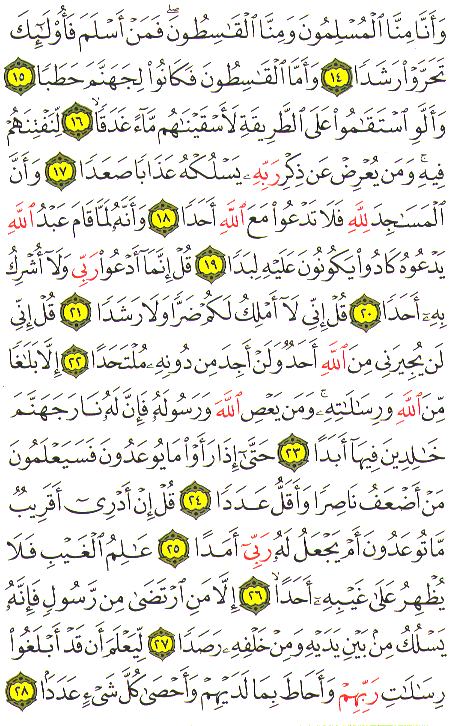 وَأَنَّا مِنَّا ٱلْمُسْلِمُونَ وَمِنَّا ٱلْقَٰسِطُونَ ۖ فَمَنْ أَسْلَمَ فَأُو۟لَٰٓئِكَ
تَحَرَّوْا۟ رَشَدًا ١٤ وَأَمَّا ٱلْقَٰسِطُونَ فَكَانُوا۟ لِجَهَنَّمَ حَطَبًا ١٥
وَأَلَّوِ ٱسْتَقَٰمُوا۟ عَلَى ٱلطَّرِيقَةِ لَأَسْقَيْنَٰهُم مَّآءً غَدَقًا ١٦ لِّنَفْتِنَهُمْ
فِيهِ ۚ وَمَن يُعْرِضْ عَن ذِكْرِ رَبِّهِۦ يَسْلُكْهُ عَذَابًا صَعَدًا ١٧ وَأَنَّ
ٱلْمَسَٰجِدَ لِلَّهِ فَلَا تَدْعُوا۟ مَعَ ٱللَّهِ أَحَدًا ١٨ وَأَنَّهُۥ لَمَّا قَامَ عَبْدُ ٱللَّهِ
يَدْعُوهُ كَادُوا۟ يَكُونُونَ عَلَيْهِ لِبَدًا ١٩ قُلْ إِنَّمَآ أَدْعُوا۟ رَبِّى وَلَآ أُشْرِكُ
بِهِۦٓ أَحَدًا ٢٠ قُلْ إِنِّى لَآ أَمْلِكُ لَكُمْ ضَرًّا وَلَا رَشَدًا ٢١ قُلْ إِنِّى
لَن يُجِيرَنِى مِنَ ٱللَّهِ أَحَدٌ وَلَنْ أَجِدَ مِن دُونِهِۦ مُلْتَحَدًا ٢٢ إِلَّا بَلَٰغًا
مِّنَ ٱللَّهِ وَرِسَٰلَٰتِهِۦ ۚ وَمَن يَعْصِ ٱللَّهَ وَرَسُولَهُۥ فَإِنَّ لَهُۥ نَارَ جَهَنَّمَ
خَٰلِدِينَ فِيهَآ أَبَدًا ٢٣ حَتَّىٰٓ إِذَا رَأَوْا۟ مَا يُوعَدُونَ فَسَيَعْلَمُونَ
مَنْ أَضْعَفُ نَاصِرًا وَأَقَلُّ عَدَدًا ٢٤ قُلْ إِنْ أَدْرِىٓ أَقَرِيبٌ
مَّا تُوعَدُونَ أَمْ يَجْعَلُ لَهُۥ رَبِّىٓ أَمَدًا ٢٥ عَٰلِمُ ٱلْغَيْبِ فَلَا
يُظْهِرُ عَلَىٰ غَيْبِهِۦٓ أَحَدًا ٢٦ إِلَّا مَنِ ٱرْتَضَىٰ مِن رَّسُولٍ فَإِنَّهُۥ
يَسْلُكُ مِنۢ بَيْنِ يَدَيْهِ وَمِنْ خَلْفِهِۦ رَصَدًا ٢٧ لِّيَعْلَمَ أَن قَدْ أَبْلَغُوا۟
رِسَٰلَٰتِ رَبِّهِمْ وَأَحَاطَ بِمَا لَدَيْهِمْ وَأَحْصَىٰ كُلَّ شَىْءٍ عَدَدًۢا ٢٨